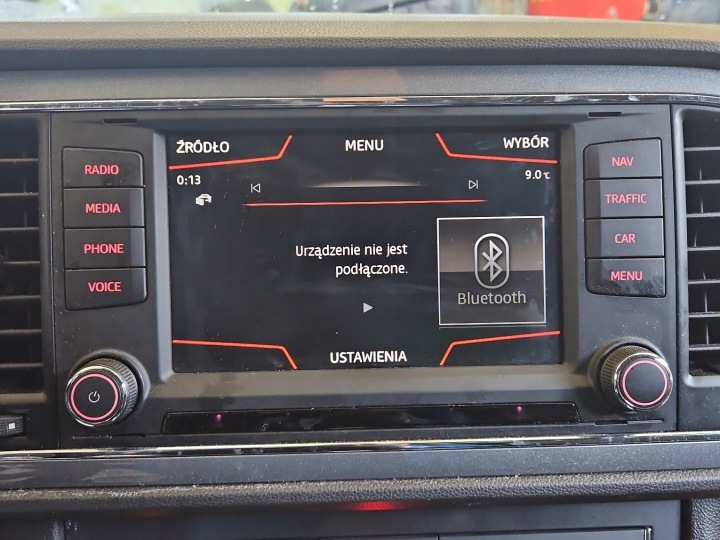 ŹRÓDŁO
MENU
WYBÓR
0:13
9.0 °C
Urządzenie nie jest
podłączone.
Bluetooth
USTAWIENIA
RADIO
MEDIA
PHONE
VOICE
NAV
TRAFFIC
CAR
MENU